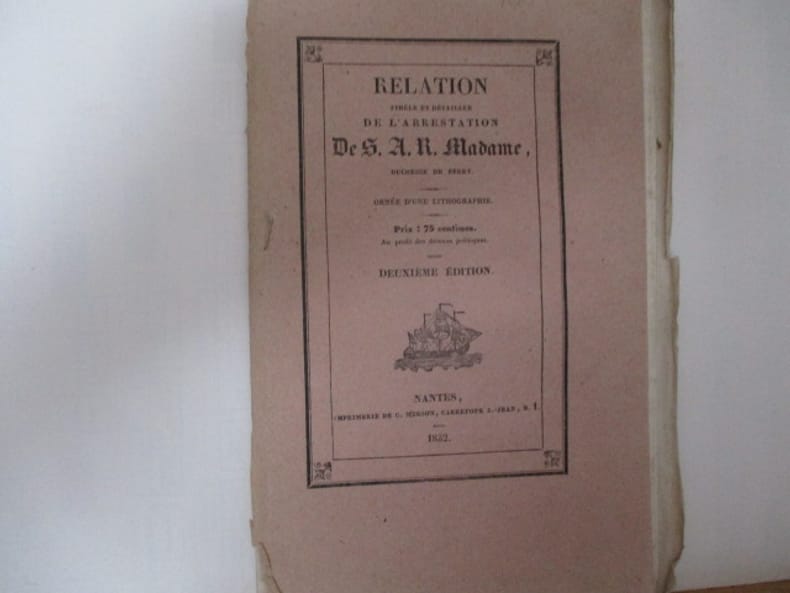 RELATION
FIDÈLE ET DÉTAILLÉE
DE L'ARRESTATION
De S. A. R. Madame,
DUCHESSE DE BERRY.
ORNÉE D'UNE LITHOGRAPHIE.
Prix : 75 centimes.
Au profit des détenus politiques.
DEUXIÈME ÉDITION.
NANTES,
IMPRIMERIE DE C. MERSON, CARREFOUR S.-JEAN, N. 1.
1832.